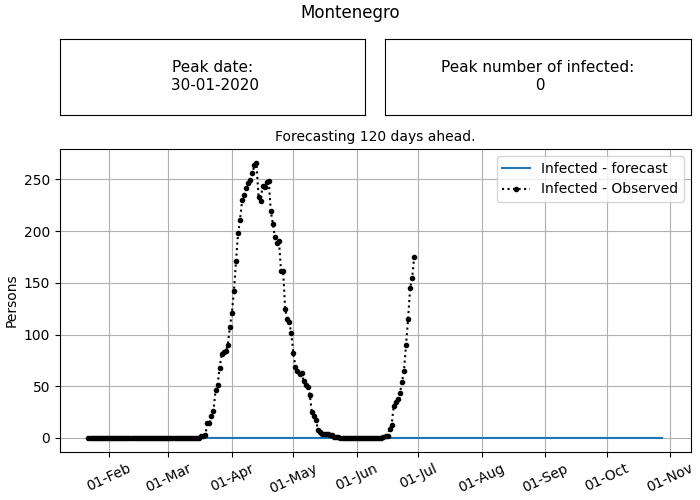 Montenegro
Peak date:
30-01-2020
Peak number of infected:
0
Forecasting 120 days ahead.
Infected - forecast
Infected - Observed
Persons
250
200
150
100
50
0
01-Feb
01-Mar
01-Apr
01-May
01-Jun
01-Jul
01-Aug
01-Sep
01-Oct
01-Nov